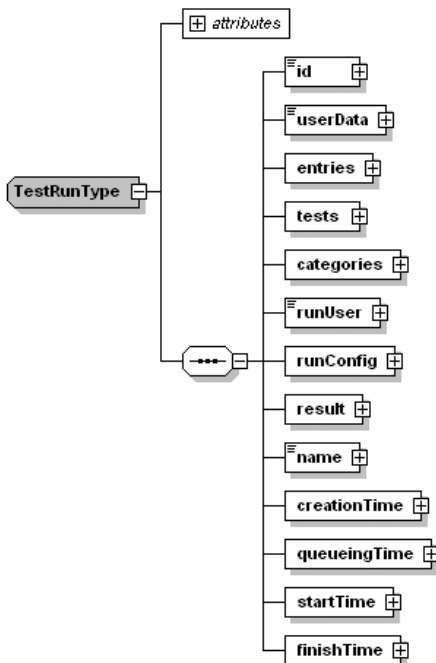 attributes
id
userData
entries
tests
TestRunType
categories
runUser
runConfig
result
name
creationTime
queueingTime
startTime
finishTime